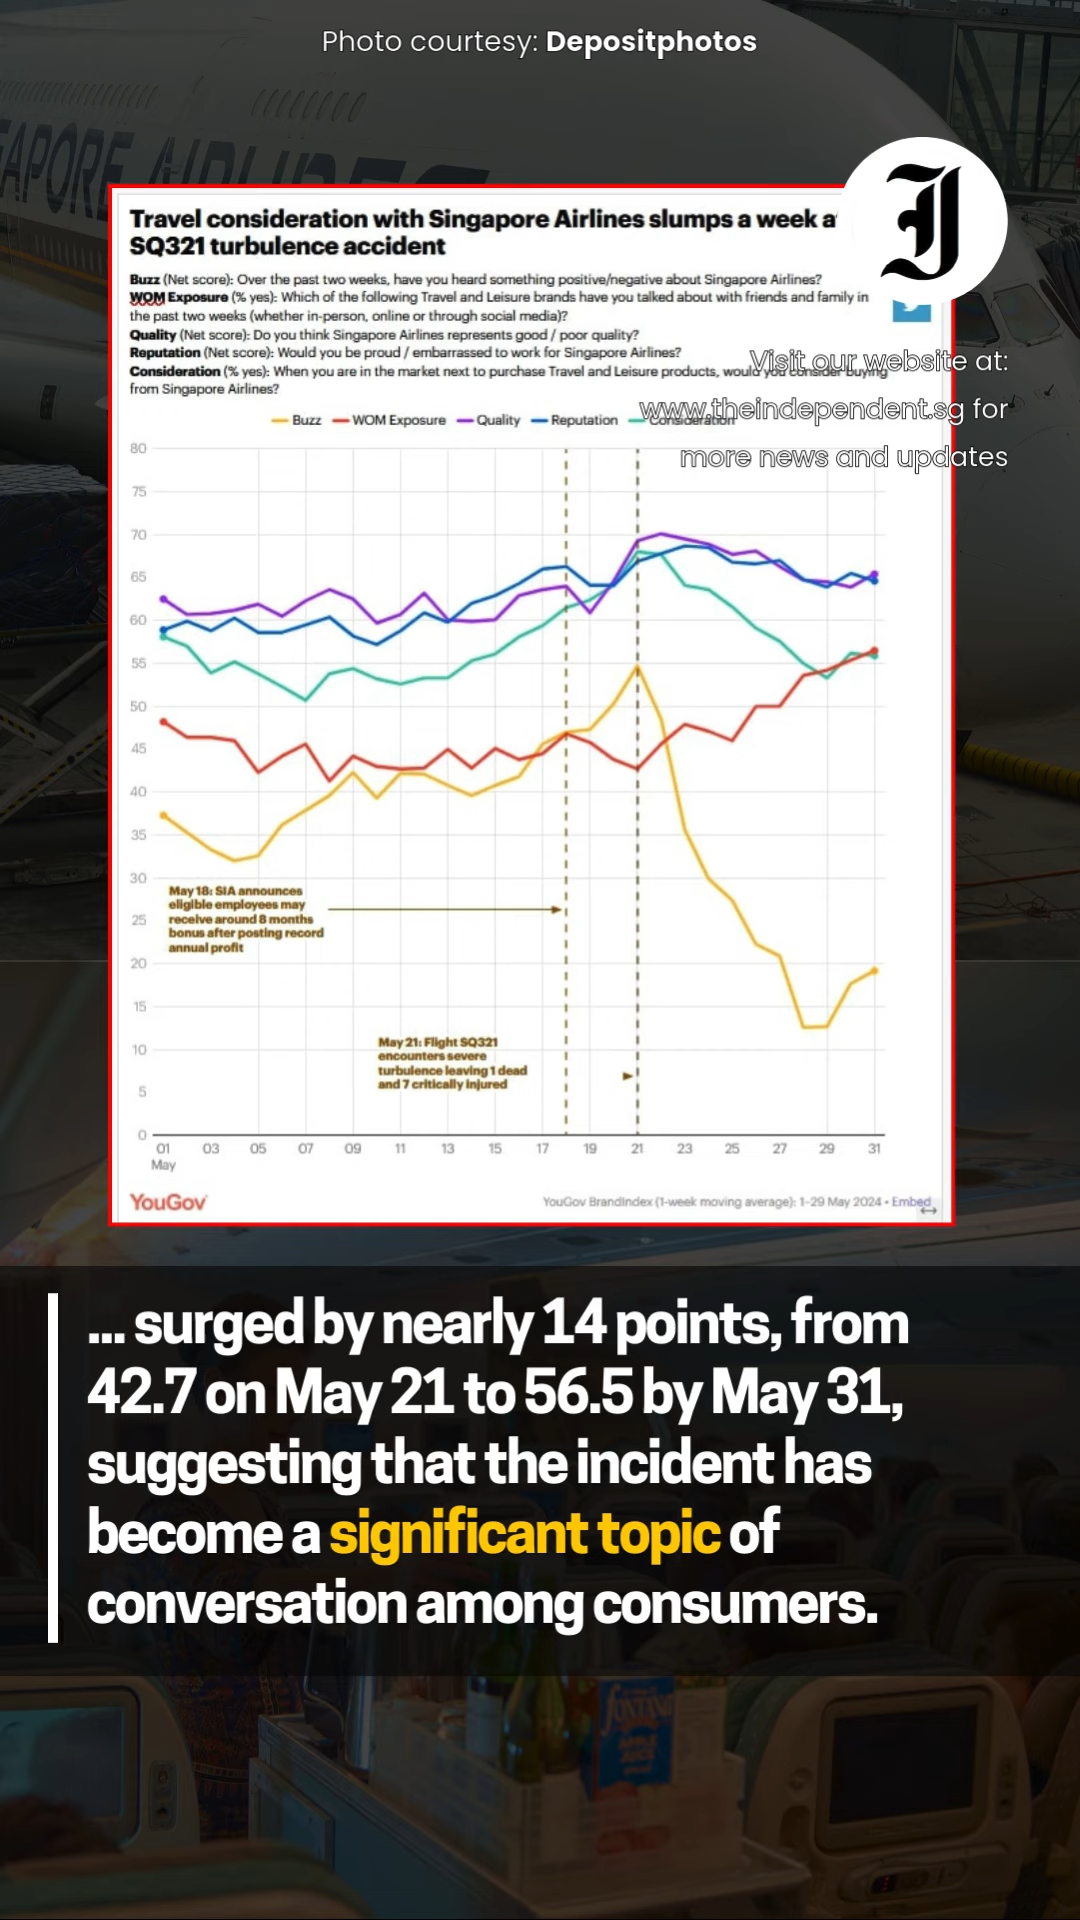 Photo courtesy: Depositphotos
APORE AIRLINES
J
Travel consideration with Singapore Airlines slumps a week a
SQ321 turbulence accident
Buzz (Net score): Over the past two weeks, have you heard something positive/negative about Singapore Airlines?
WOM Exposure (% yes): Which of the following Travel and Leisure brands have you talked about with friends and family in
the past two weeks (whether in-person, online or through social media)?
Quality (Net score): Do you think Singapore Airlines represents good / poor quality?
Reputation (Net score): Would you be proud / embarrassed to work for Singapore Airlines?
Consideration (% yes): When you are in the market next to purchase Travel and Leisure products, would you consider buying
from Singapore Airlines?
Visit our website at:
www.theindependent.sg for
more news and updates
Buzz WOM Exposure Quality Reputation Consideration
80
75
70
65
60
55
50
45
40
35
30
25
20
15
10
5
0
May 18: SIA announces
eligible employees may
receive around 8 months
bonus after posting record
annual profit
May 21: Flight SQ321
encounters severe
turbulence leaving 1 dead
and 7 critically injured
01 03 05 07 09 11 13 15 17 19 21 23 25 27 29 31
May
YouGov
YouGov BrandIndex (1-week moving average): 1-29 May 2024 • Embed
... surged by nearly 14 points, from
42.7 on May 21 to 56.5 by May 31,
suggesting that the incident has
become a significant topic of
conversation among consumers.
APPLE
JUICE